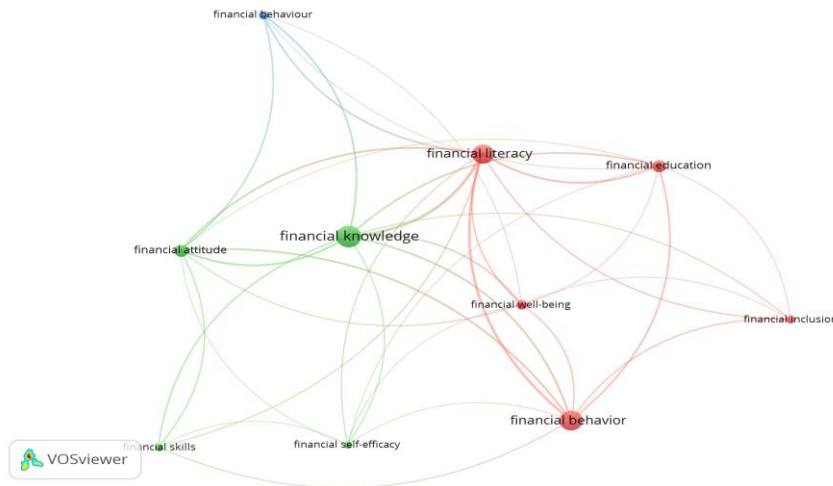 financial behaviour
financial literacy
financial education
financial knowledge
financial attitude
financial well-being
financial inclusion
financial behavior
financial skills
financial self-efficacy
VOSviewer